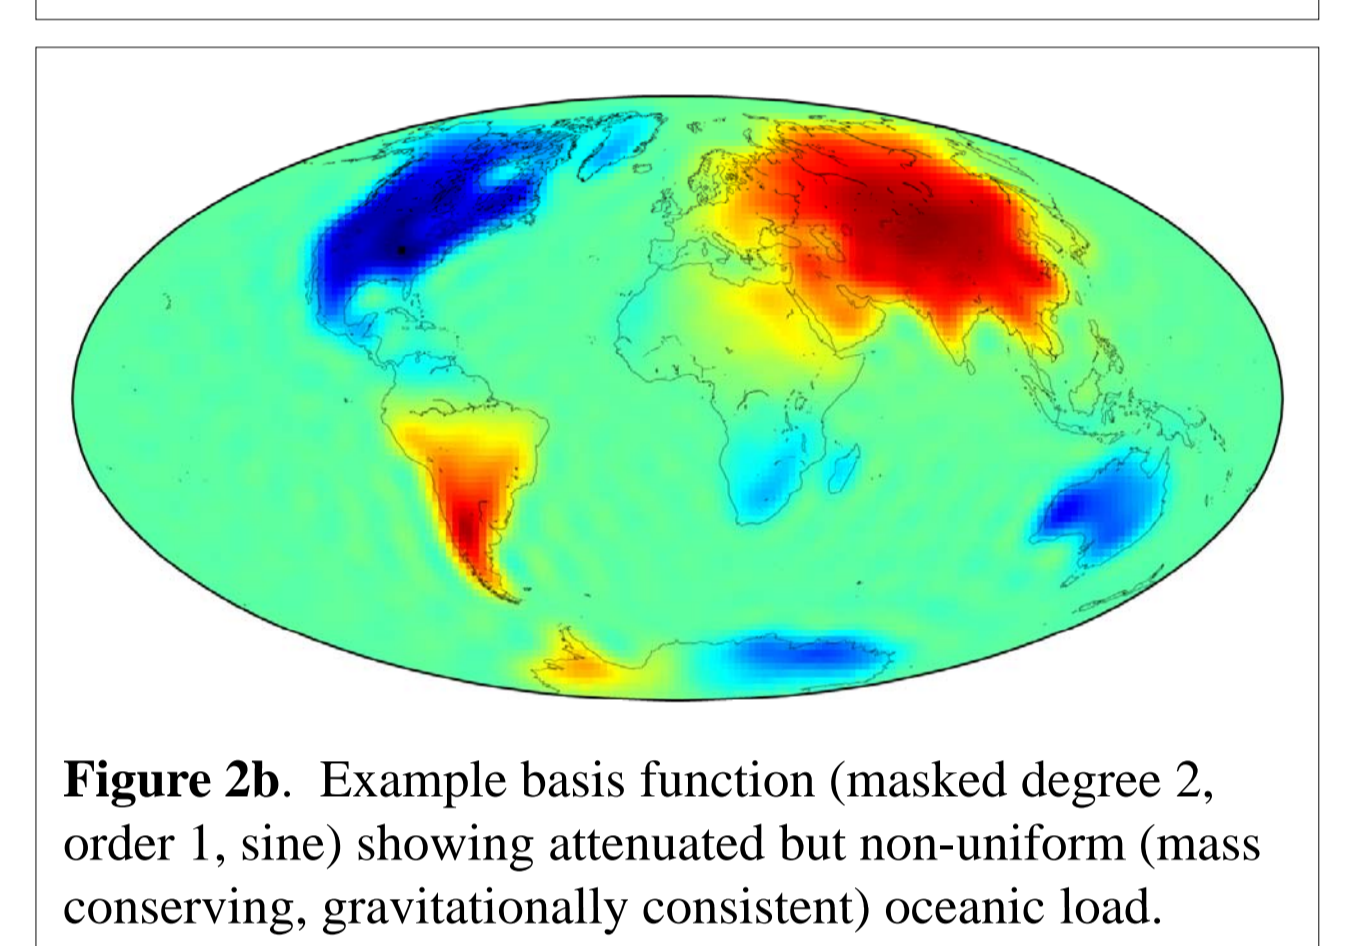 Figure 2b. Example basis function (masked degree 2,
order 1, sine) showing attenuated but non-uniform (mass
conserving, gravitationally consistent) oceanic load.